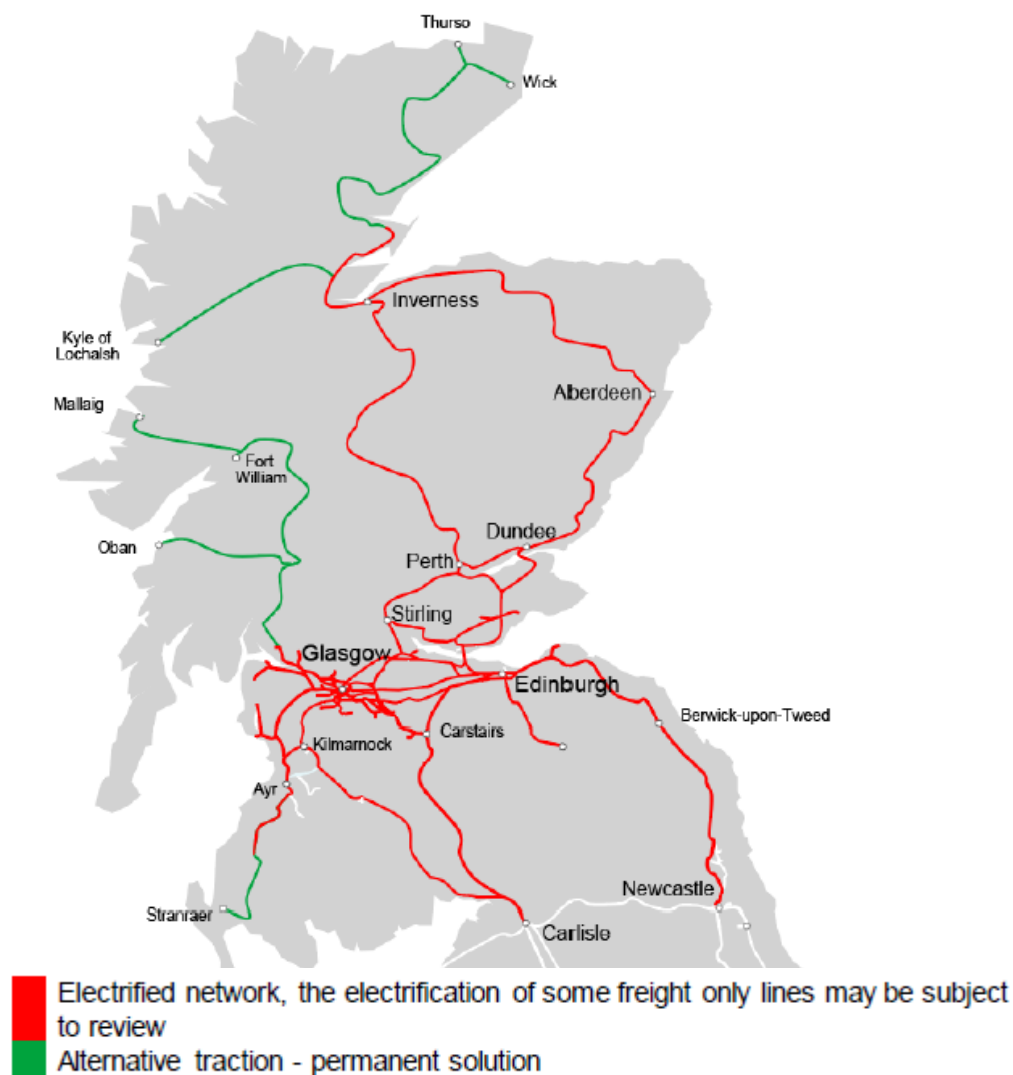 Thurso
Wick
Inverness
Kyle of
Lochalsh
Alberdeen
Mallaig
Fort
William
Dundee
Oban
Perth
Stirling
Glasgow
Edinburgh
Berwick-upon-Tweed
Carstairs
Kilmarnock
Ayr
Newcastle
Stranraer
Carlisle
Electrified network, the electrification of some freight only lines may be subject
to review
Alternative traction - permanent solution